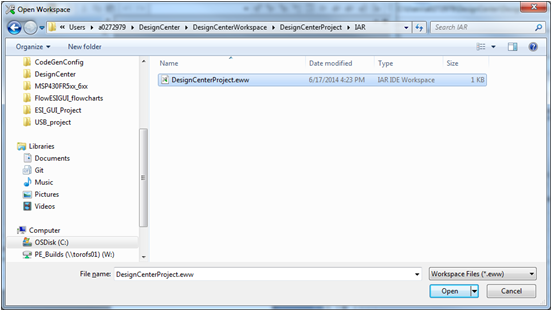 Open Workspace
« Users ▸ a0272979 ▸ DesignCenter ▸ DesignCenterWorkspace ▸ DesignCenterProject ▸ IAR
Search IAR
Organize ▾ New folder
Name Date modified Type Size
CodeGenConfig
DesignCenter
MSP430FR5xx_6xx
FlowESIGUI_flowcharts
ESI_GUI_Project
USB_project
DesignCenterProject.eww 6/17/2014 4:23 PM IAR IDE Workspace 1 KB
Libraries
Documents
Git
Music
Pictures
Videos
Computer
OSDisk (C:)
PE_Builds (\\torofs01) (W:)
File name: DesignCenterProject.eww
Workspace Files (*.eww)
Open Cancel